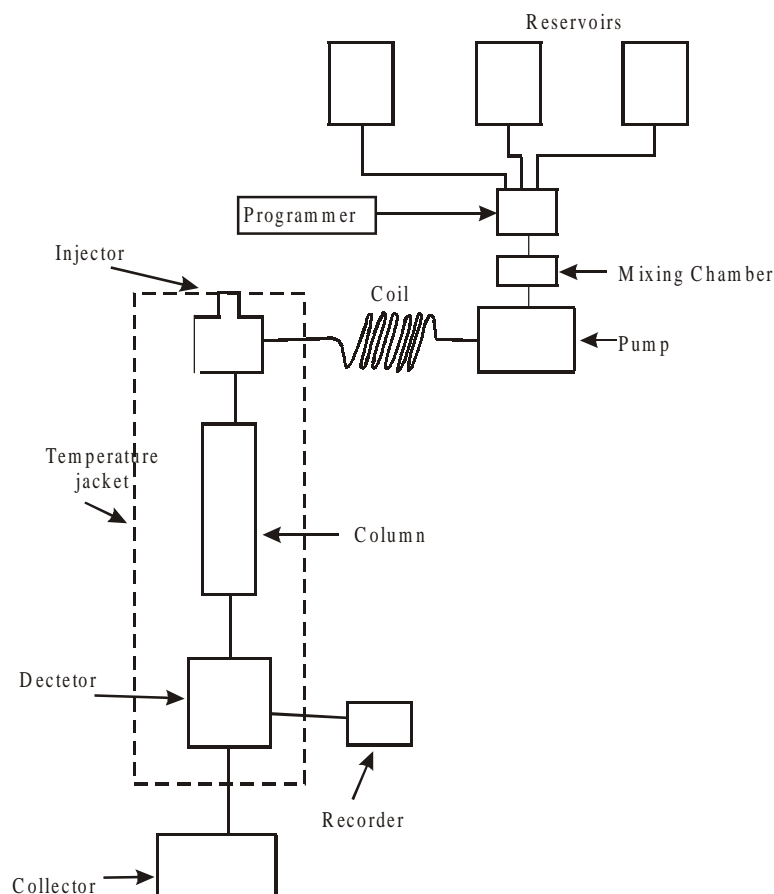 Reservoirs
Programmer
Injector
Mixing Chamber
Coil
Pump
Temperature
jacket
Column
Dectetor
Recorder
Collector